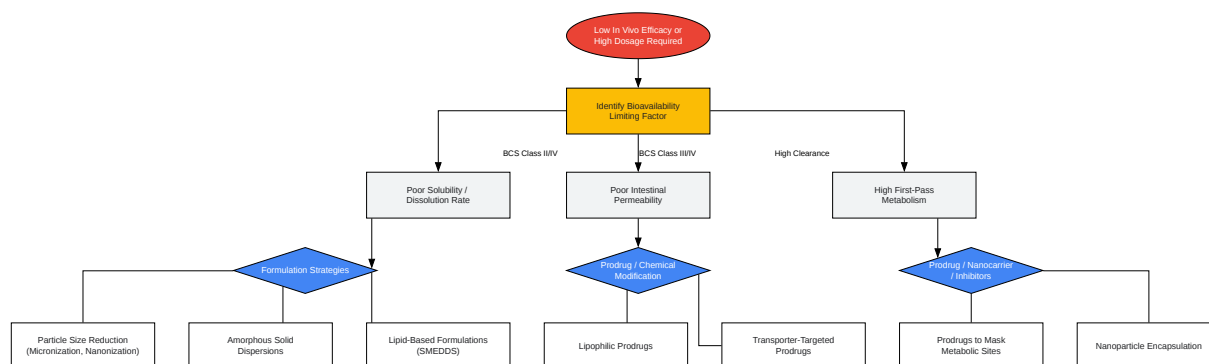 Low In Vivo Efficacy or
High Dosage Required
Identify Bioavailability
Limiting Factor
BCS Class II/IV
BCS Class III/IV
High Clearance
Poor Solubility /
Dissolution Rate
Poor Intestinal
Permeability
High First-Pass
Metabolism
Formulation Strategies
Prodrug / Chemical
Modification
Prodrug / Nanocarrier
/ Inhibitors
Particle Size Reduction
(Micronization, Nanonization)
Amorphous Solid
Dispersions
Lipid-Based Formulations
(SMEDDS)
Lipophilic Prodrugs
Transporter-Targeted
Prodrugs
Prodrugs to Mask
Metabolic Sites
Nanoparticle Encapsulation